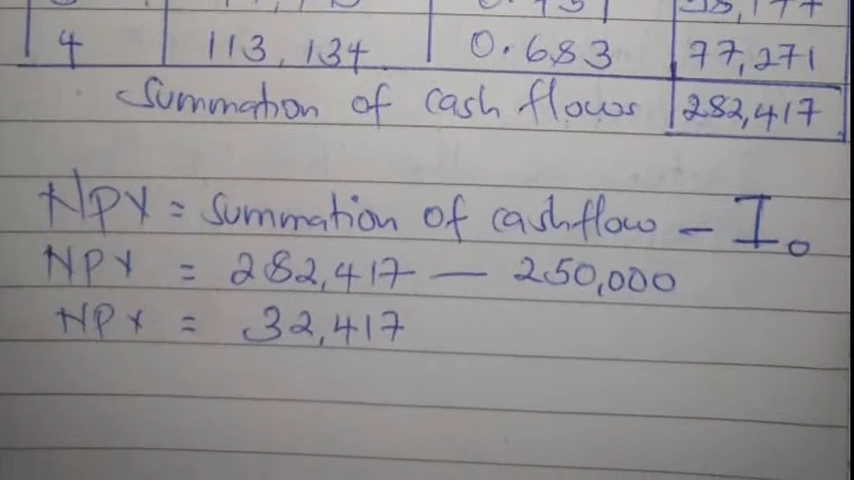 4 113,134 0.683 77,271
Summation of cash flows 282,417
NPV = Summation of cashflow - I₀
NPV = 282,417 — 250,000
NPV = 32,417